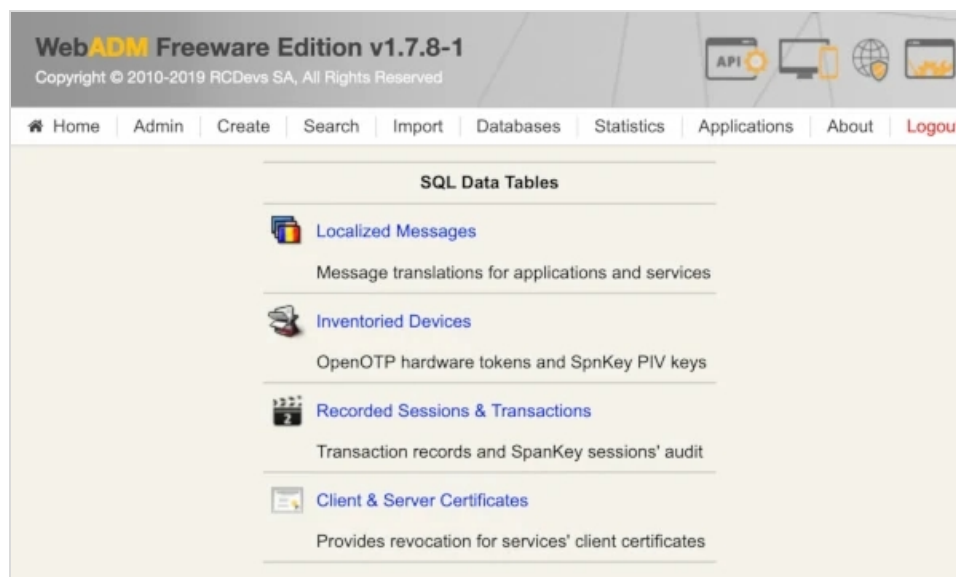 WebADM Freeware Edition v1.7.8-1
Copyright © 2010-2019 RCDevs SA, All Rights Reserved
API
Home Admin Create Search Import Databases Statistics Applications About Logou
SQL Data Tables
Localized Messages
Message translations for applications and services
Inventoried Devices
OpenOTP hardware tokens and SpnKey PIV keys
2
Recorded Sessions & Transactions
Transaction records and SpanKey sessions' audit
Client & Server Certificates
Provides revocation for services' client certificates